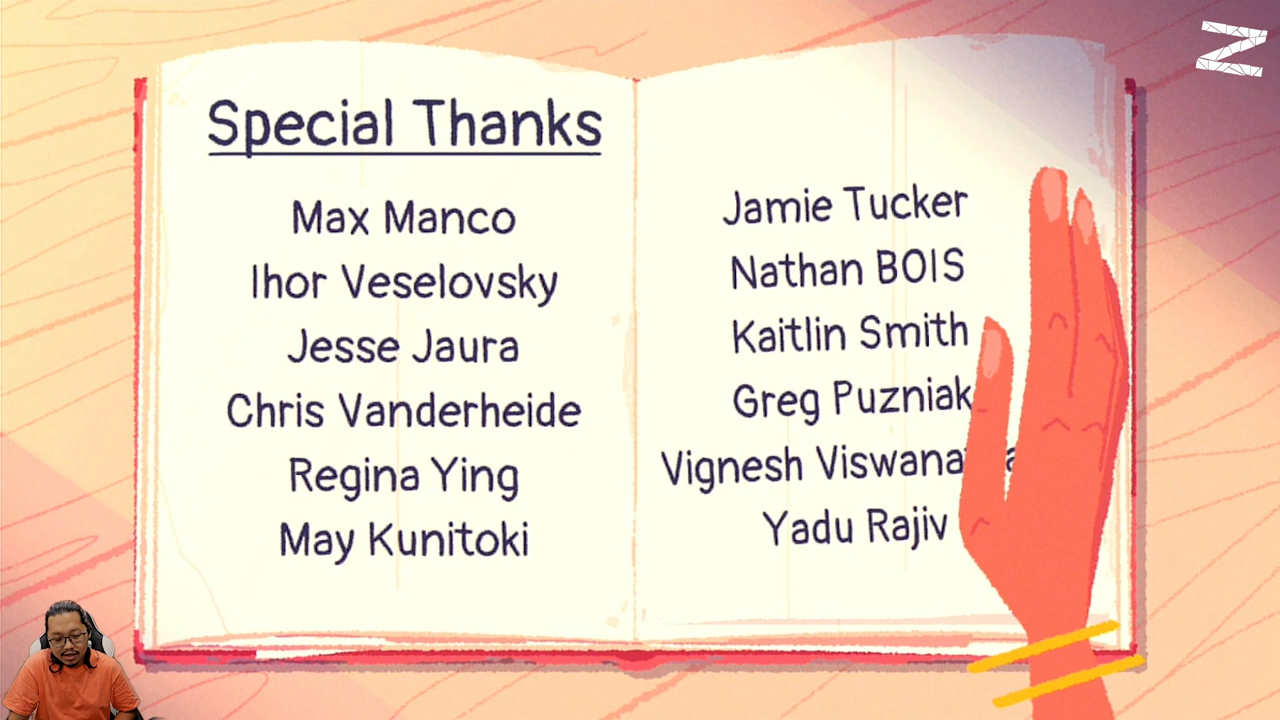 Special Thanks
Max Manco
Ihor Veselovsky
Jesse Jaura
Chris Vanderheide
Regina Ying
May Kunitoki
Jamie Tucker
Nathan BOIS
Kaitlin Smith
Greg Puzniak
Vignesh
Yadu Rajiv